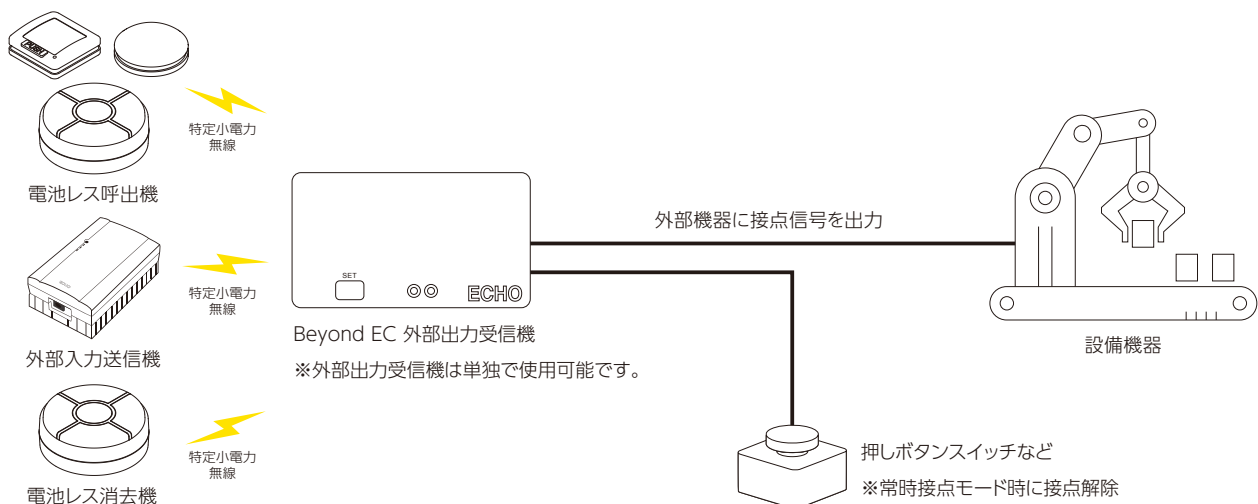 PUSH
特定小電力
無線
電池レス呼出機
特定小電力
無線
外部入力送信機
特定小電力
無線
電池レス消去機
SET
ECHO
Beyond EC 外部出力受信機
※外部出力受信機は単独で使用可能です。
外部機器に接点信号を出力
設備機器
押しボタンスイッチなど
※常時接点モード時に接点解除